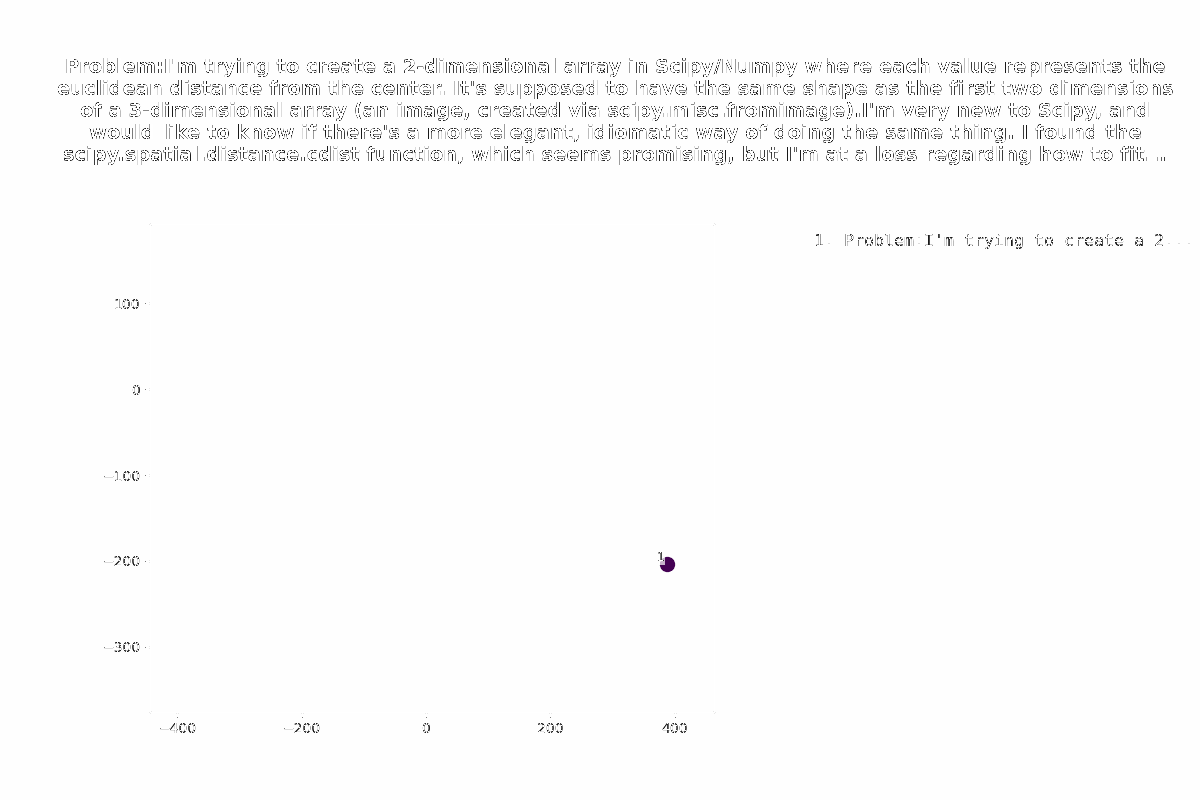 Problem:I'm trying to create a 2-dimensional array in Scipy/Numpy where each value represents the
euclidean distance from the center. It's supposed to have the same shape as the first two dimensions
of a 3-dimensional array (an image, created via scipy.misc.fromimage).I'm very new to Scipy, and
would like to know if there's a more elegant, idiomatic way of doing the same thing. I found the
scipy.spatial.distance.cdist function, which seems promising, but I'm at a loss regarding how to fit...
1. Problem:I'm trying to create a 2...
100
0
−100
−200
1
−300
−400 −200 0 200 400